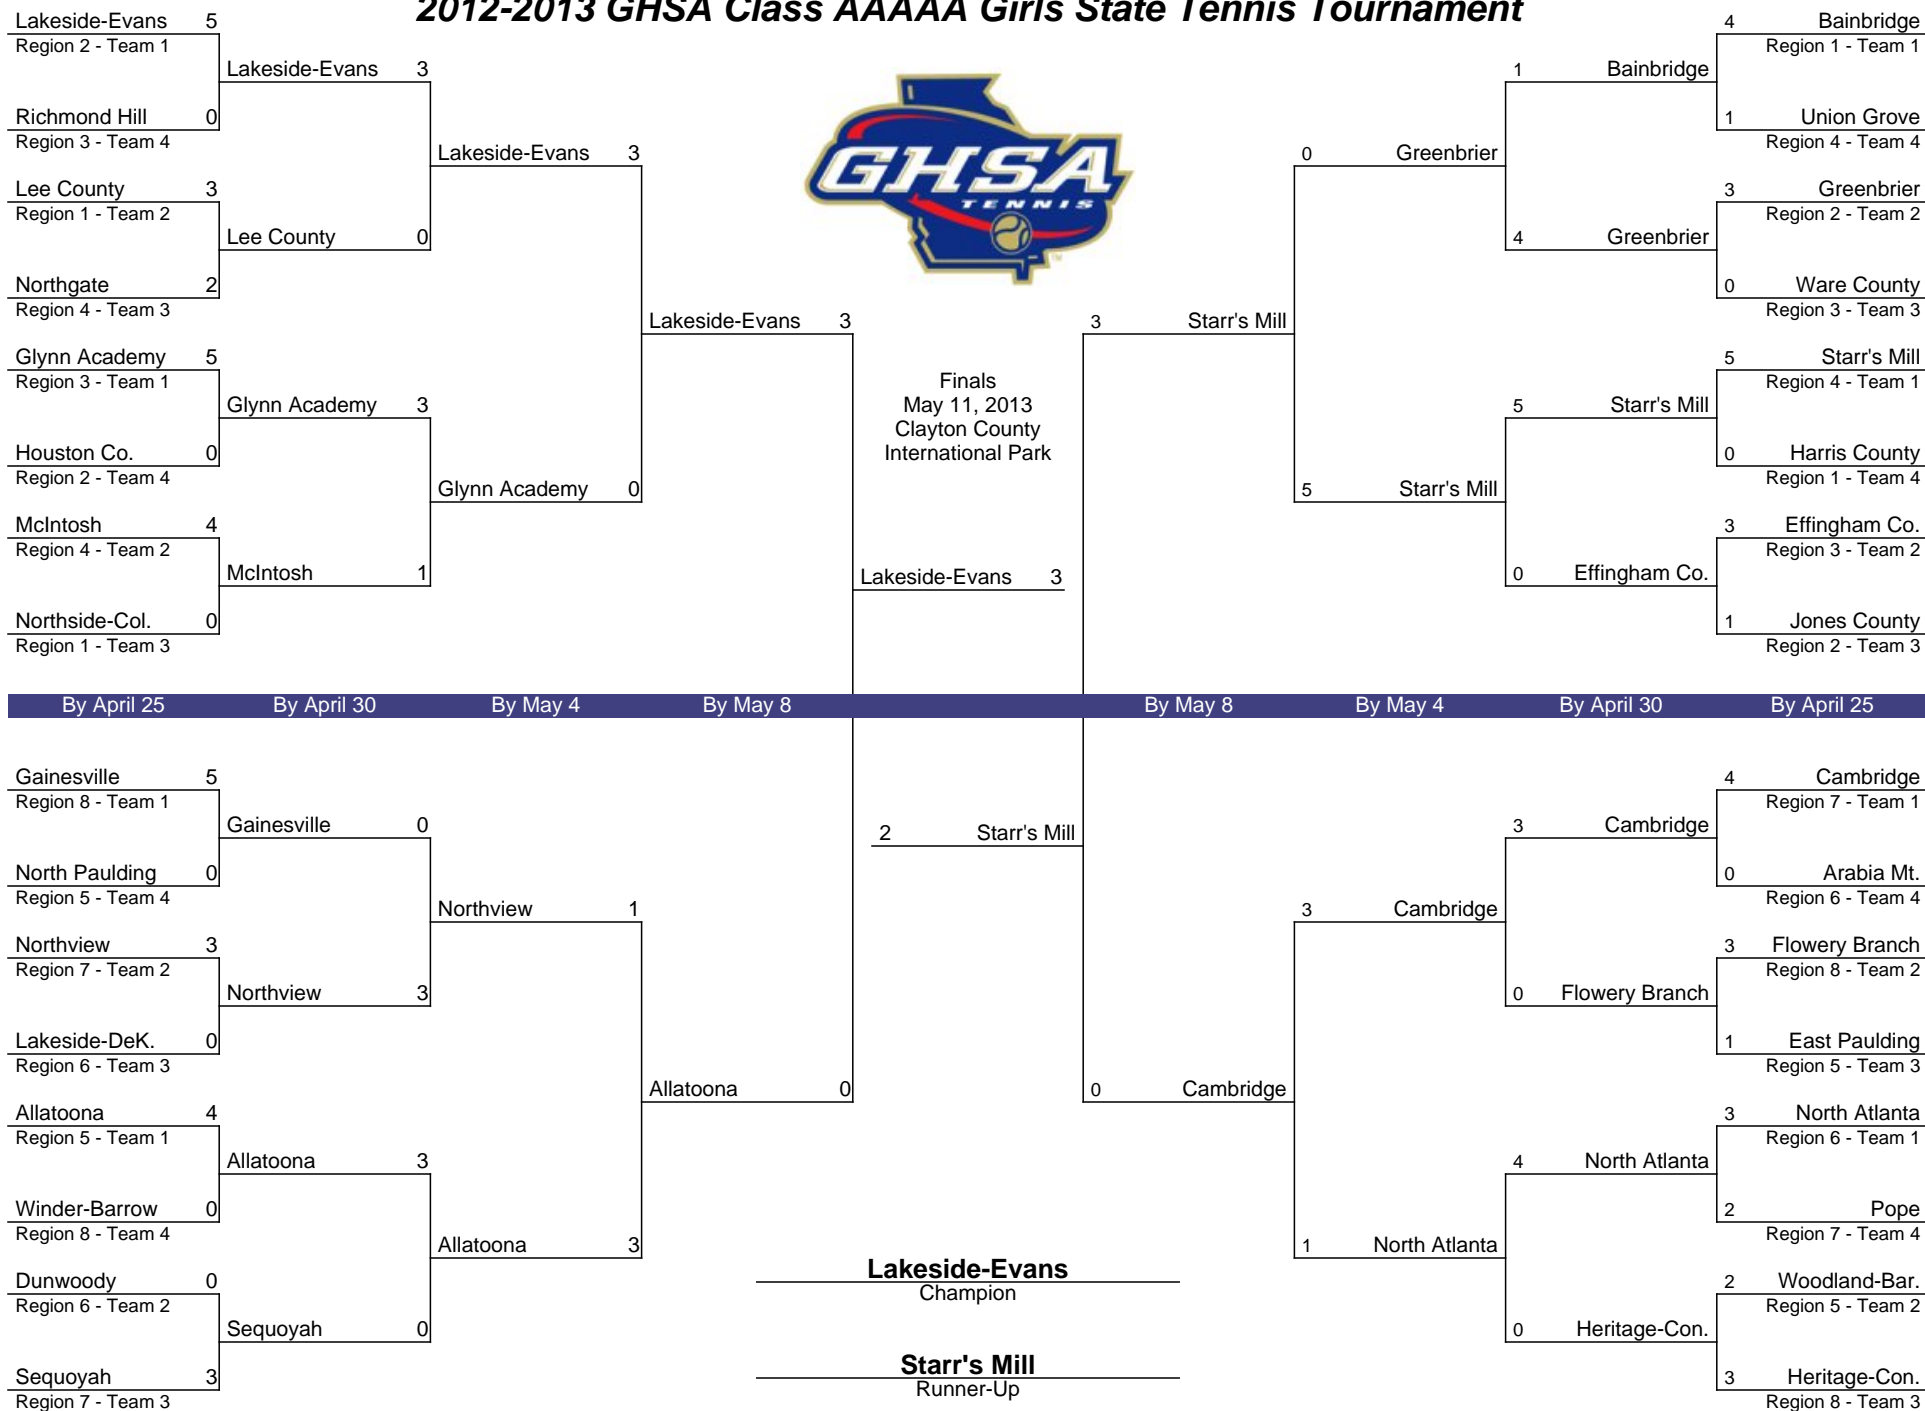 2012-2013 GHSA Class AAAAA Girls State Tennis Tournament
Lakeside-Evans 5
Region 2 - Team 1
Lakeside-Evans 3
Richmond Hill 0
Region 3 - Team 4
Lakeside-Evans 3
Lee County 3
Region 1 - Team 2
Lee County 0
Northgate 2
Region 4 - Team 3
Lakeside-Evans 3
Glynn Academy 5
Region 3 - Team 1
Glynn Academy 3
Houston Co. 0
Region 2 - Team 4
Glynn Academy 0
McIntosh 4
Region 4 - Team 2
McIntosh 1
Northside-Col. 0
Region 1 - Team 3
GHSA
TENNIS
TM
Finals
May 11, 2013
Clayton County
International Park
Lakeside-Evans 3
4 Bainbridge
Region 1 - Team 1
1 Bainbridge
1 Union Grove
Region 4 - Team 4
0 Greenbrier
3 Greenbrier
Region 2 - Team 2
4 Greenbrier
0 Ware County
Region 3 - Team 3
3 Starr's Mill
5 Starr's Mill
Region 4 - Team 1
5 Starr's Mill
0 Harris County
Region 1 - Team 4
5 Starr's Mill
3 Effingham Co.
Region 3 - Team 2
0 Effingham Co.
1 Jones County
Region 2 - Team 3
By April 25 By April 30 By May 4 By May 8 By May 8 By May 4 By April 30 By April 25
Gainesville 5
Region 8 - Team 1
Gainesville 0
North Paulding 0
Region 5 - Team 4
Northview 1
Northview 3
Region 7 - Team 2
Northview 3
Lakeside-DeK. 0
Region 6 - Team 3
Allatoona 0
Allatoona 4
Region 5 - Team 1
Allatoona 3
Winder-Barrow 0
Region 8 - Team 4
Allatoona 3
Dunwoody 0
Region 6 - Team 2
Sequoyah 0
Sequoyah 3
Region 7 - Team 3
2 Starr's Mill
Lakeside-Evans
Champion
Starr's Mill
Runner-Up
4 Cambridge
Region 7 - Team 1
3 Cambridge
0 Arabia Mt.
Region 6 - Team 4
3 Cambridge
3 Flowery Branch
Region 8 - Team 2
0 Flowery Branch
1 East Paulding
Region 5 - Team 3
0 Cambridge
3 North Atlanta
Region 6 - Team 1
4 North Atlanta
2 Pope
Region 7 - Team 4
1 North Atlanta
2 Woodland-Bar.
Region 5 - Team 2
0 Heritage-Con.
3 Heritage-Con.
Region 8 - Team 3